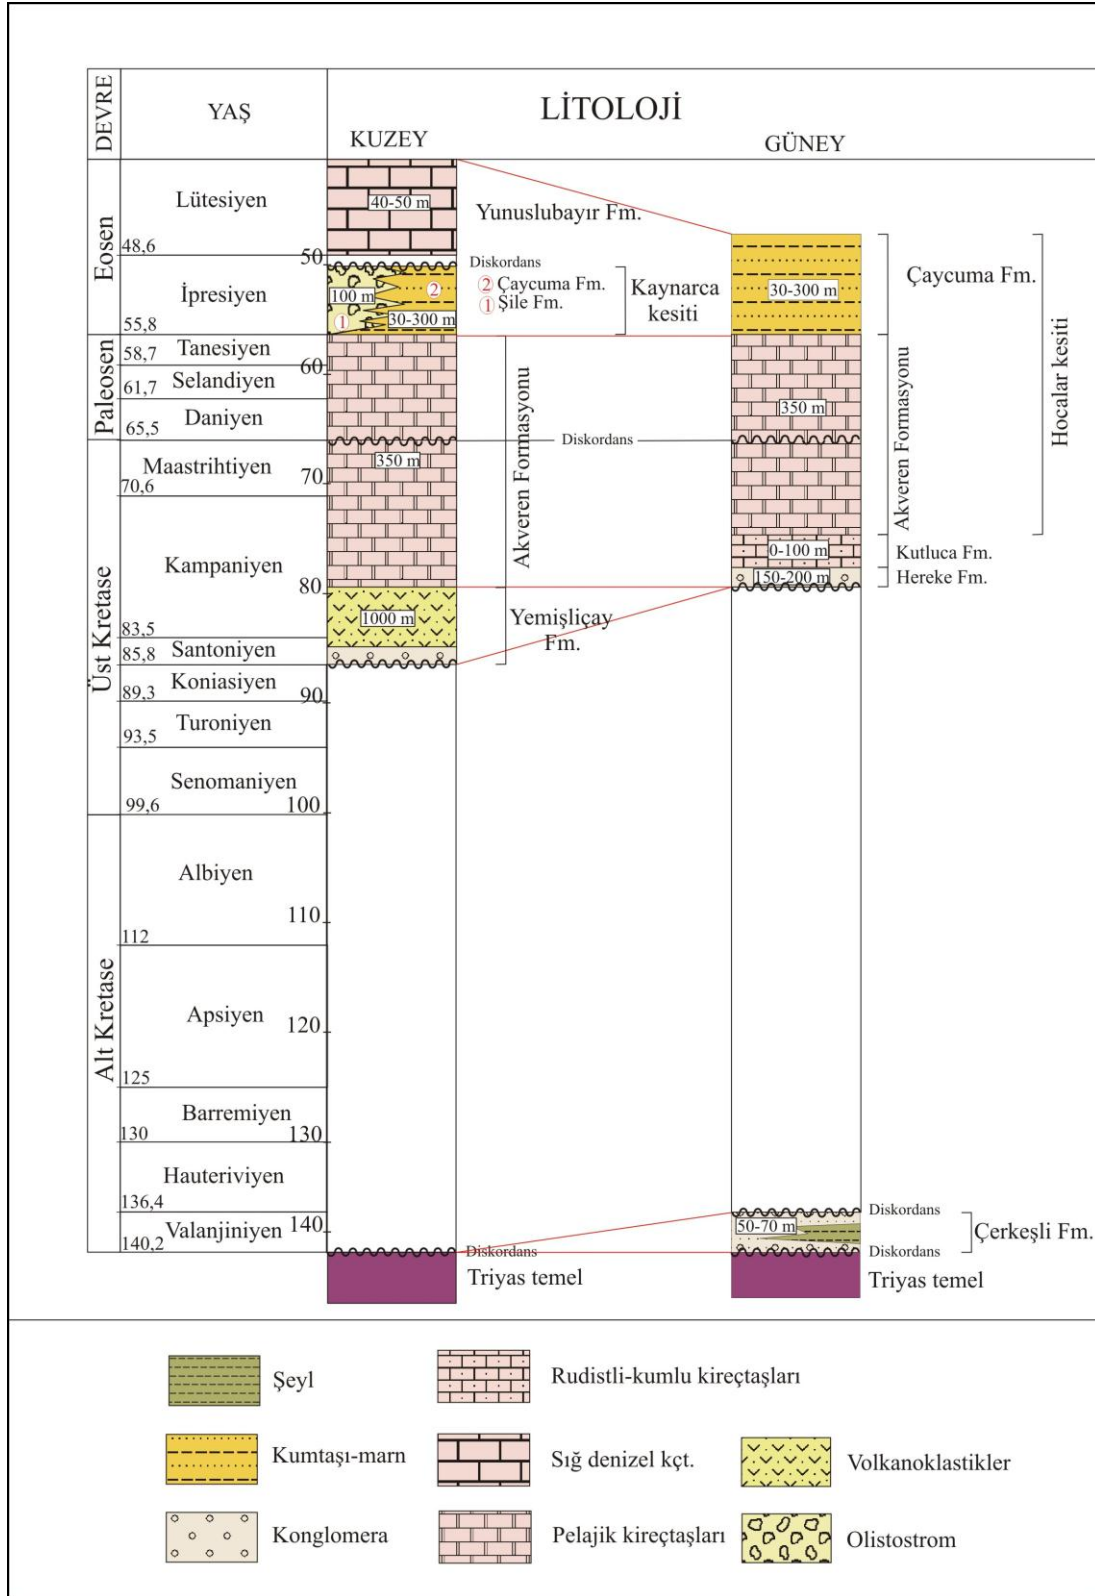 DEVRE
YAŞ
LİTOLOJİ
KUZEY
GÜNEY
Eosen
Paleosen
Üst Kretase
Alt Kretase
Lütesiyen
48,6
İpresiyen
55,8
Tanesiyen
58,7
Selandiyen
61,7
Daniyen
65,5
Maastrihtiyen
70,6
Kampaniyen
83,5
Santoniyen
85,8
Koniasiyen
89,3
Turoniyen
93,5
Senomaniyen
99,6
Albiyen
112
Apsiyen
125
Barremiyen
130
Hauteriviyen
136,4
Valanjiniyen
140,2
50
60
70
80
90
100
110
120
130
140
40-50 m
100 m
2
1
30-300 m
350 m
1000 m
Yunuslubayır Fm.
Diskordans
2 Çaycuma Fm.
1 Şile Fm.
Kaynarca
kesiti
Akveren Formasyonu
Diskordans
Yemişliçay
Fm.
Diskordans
Triyas temel
30-300 m
350 m
0-100 m
150-200 m
50-70 m
Çaycuma Fm.
Hocalar kesiti
Akveren Formasyonu
Kutluca Fm.
Hereke Fm.
Diskordans
Çerkeşli Fm.
Diskordans
Triyas temel
Şeyl
Kumtaşı-marn
Konglomera
Rudistli-kumlu kireçtaşları
Sığ denizel kçt.
Pelajik kireçtaşları
Volkanoklastikler
Olistostrom